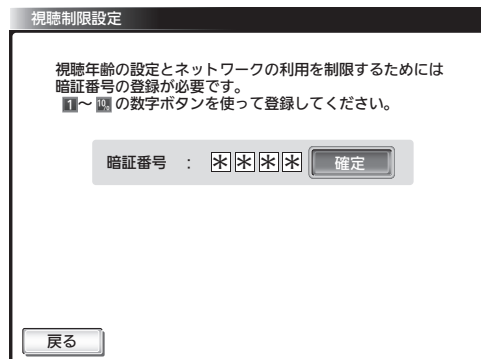 視聴制限設定
視聴年齢の設定とネットワークの利用を制限するためには
暗証番号の登録が必要です。
1～10の数字ボタンを使って登録してください。
暗証番号 : ＊＊＊＊ 確定
戻る